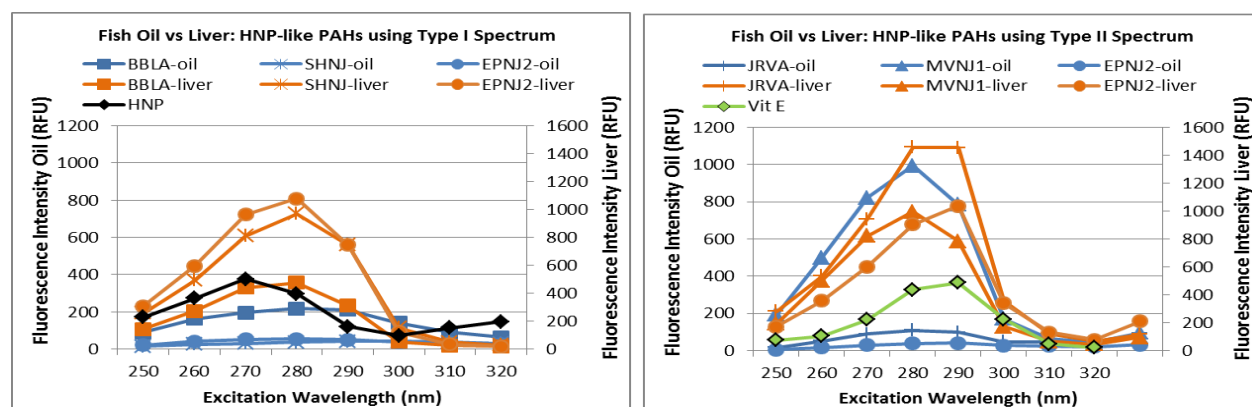 Fish Oil vs Liver: HNP-like PAHs using Type I Spectrum
BBLA-oil SHNJ-oil EPNJ2-oil
BBLA-liver SHNJ-liver EPNJ2-liver
HNP
Fluorescence Intensity Oil (RFU)
1200
1000
800
600
400
200
0
250 260 270 280 290 300 310 320
Excitation Wavelength (nm)
1600
1400
1200
1000
800
600
400
200
0
Fluorescence Intensity Liver (RFU)
Fish Oil vs Liver: HNP-like PAHs using Type II Spectrum
JRVA-oil MVNJ1-oil EPNJ2-oil
JRVA-liver MVNJ1-liver EPNJ2-liver
Vit E
Fluorescence Intensity Oil (RFU)
1200
1000
800
600
400
200
0
250 260 270 280 290 300 310 320
Excitation Wavelength (nm)
1600
1400
1200
1000
800
600
400
200
0
Fluorescence Intensity Liver (RFU)